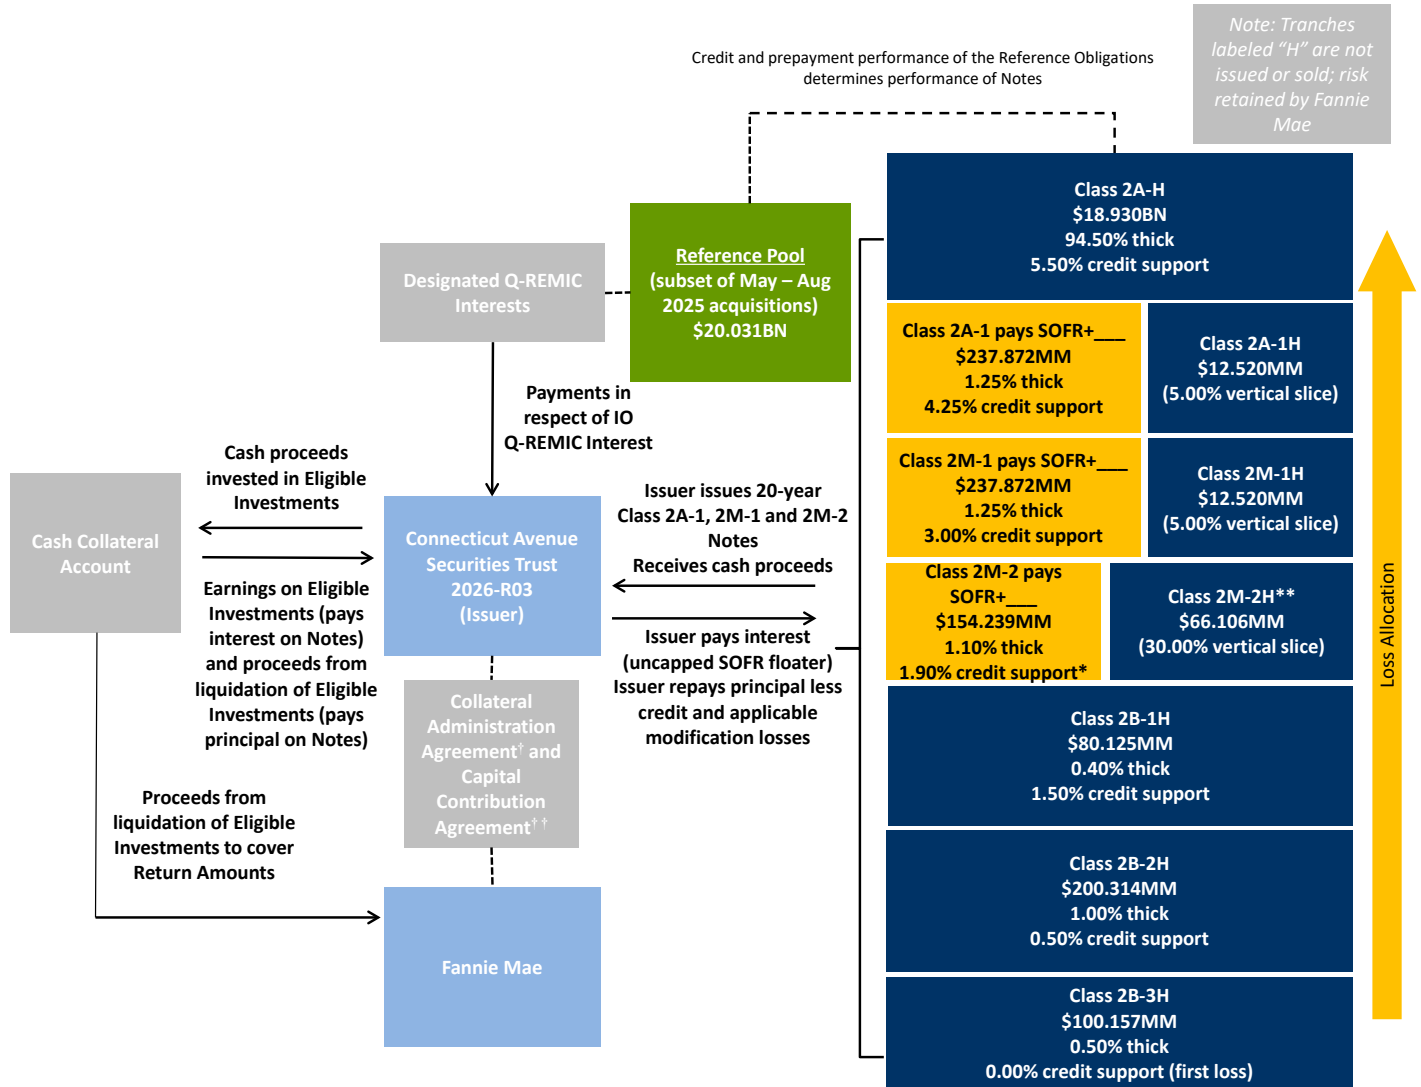 Note: Tranches
labeled “H” are not
issued or sold; risk
retained by Fannie
Mae
Credit and prepayment performance of the Reference Obligations
determines performance of Notes
Class 2A-H
$18.930BN
94.50% thick
5.50% credit support
Reference Pool
(subset of May – Aug
2025 acquisitions)
$20.031BN
Designated Q-REMIC
Interests
Class 2A-1 pays SOFR+___
$237.872MM
1.25% thick
4.25% credit support
Class 2A-1H
$12.520MM
(5.00% vertical slice)
Payments in
respect of IO
Q-REMIC Interest
Cash proceeds
invested in Eligible
Investments
Class 2M-1 pays SOFR+___
$237.872MM
1.25% thick
3.00% credit support
Class 2M-1H
$12.520MM
(5.00% vertical slice)
Issuer issues 20-year
Class 2A-1, 2M-1 and 2M-2
Notes
Receives cash proceeds
Cash Collateral
Account
Connecticut Avenue
Securities Trust
2026-R03
(Issuer)
Class 2M-2 pays
SOFR+___
$154.239MM
1.10% thick
1.90% credit support*
Class 2M-2H**
$66.106MM
(30.00% vertical slice)
Loss Allocation
Earnings on Eligible
Investments (pays
interest on Notes)
and proceeds from
liquidation of Eligible
Investments (pays
principal on Notes)
Issuer pays interest
(uncapped SOFR floater)
Issuer repays principal less
credit and applicable
modification losses
Collateral
Administration
Agreement† and
Capital
Contribution
Agreement††
Class 2B-1H
$80.125MM
0.40% thick
1.50% credit support
Proceeds from
liquidation of Eligible
Investments to cover
Return Amounts
Class 2B-2H
$200.314MM
1.00% thick
0.50% credit support
Fannie Mae
Class 2B-3H
$100.157MM
0.50% thick
0.00% credit support (first loss)